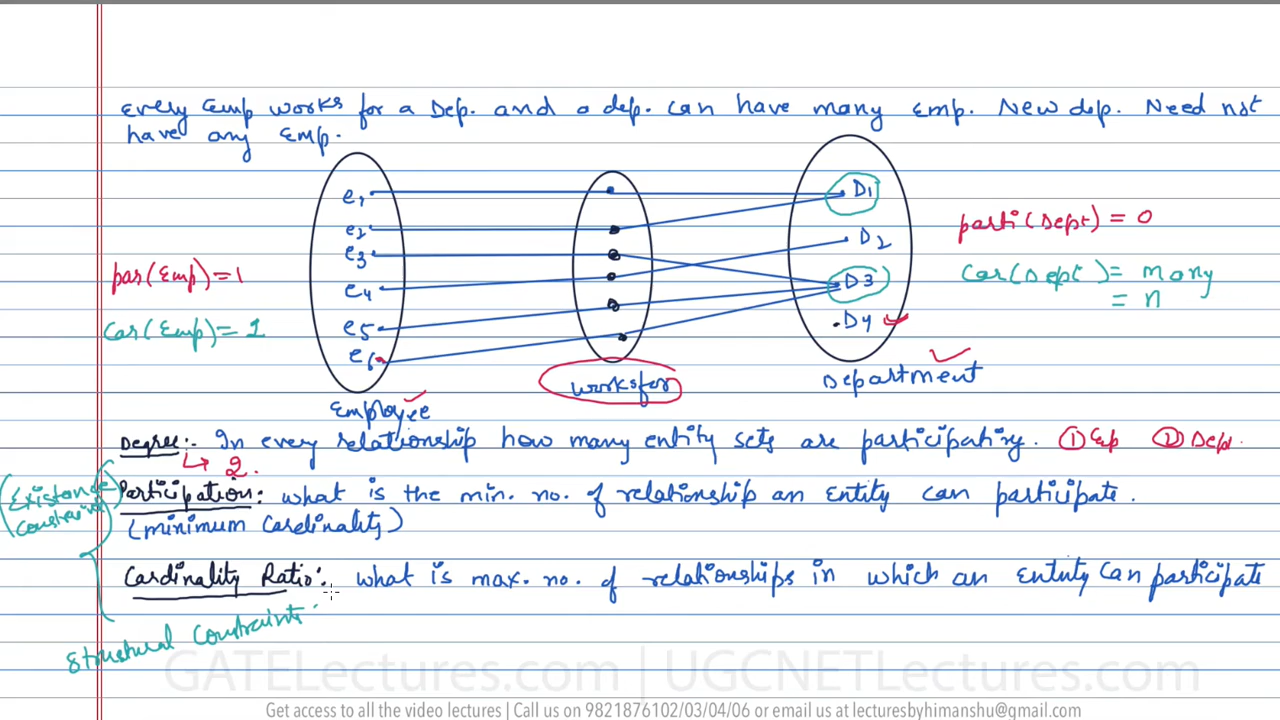 Every Emp works for a Dep. and a dep. can have many Emp. New dep. Need not
have any Emp.
e1
e2
e3
e4
e5
e6
D1
D2
D3
D4
par(Emp)=1
Car(Emp)=1
parti(Dept) = 0
Car(Dept)= many
= n
Employee
worksfor
Department
Degree:- In every relationship how many entity sets are participating. ① Emp ② Dept.
↳ 2.
(Existance Constraint)
Participation: what is the min. no. of relationship an Entity can participate.
(minimum Cardinality)
Cardinality Ratio: what is max. no. of relationships in which an Entity Can participate
Structural Constraints
GATELectures.com | UGCNETLectures.com
Get access to all the video lectures | Call us on 9821876102/03/04/06 or email us at lecturesbyhimanshu@gmail.com